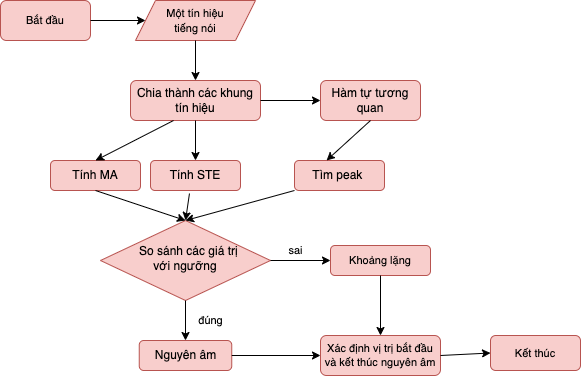 Bắt đầu
Một tín hiệu
tiếng nói
Chia thành các khung
tín hiệu
Hàm tự tương
quan
Tính MA
Tính STE
Tìm peak
So sánh các giá trị
với ngưỡng
sai
Khoảng lặng
đúng
Nguyên âm
Xác định vị trị bắt đầu
và kết thúc nguyên âm
Kết thúc